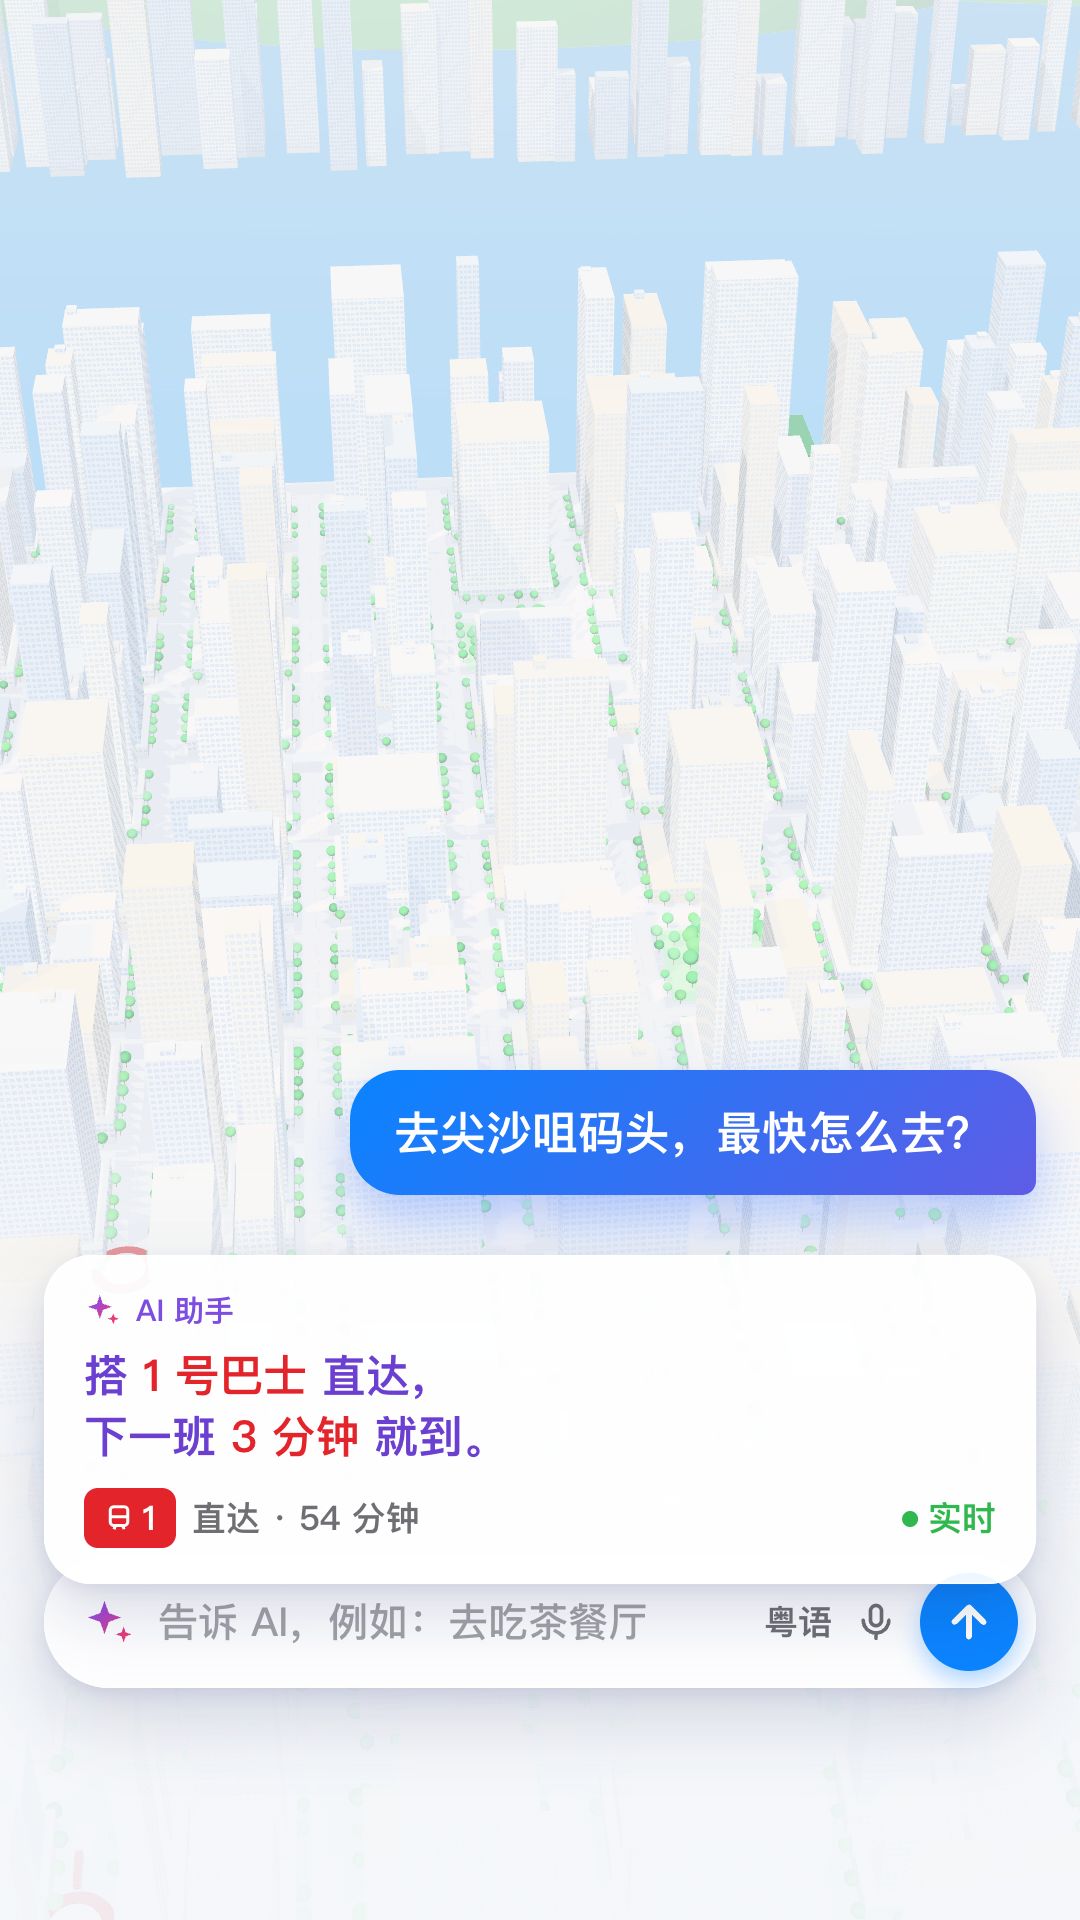 去尖沙咀码头，最快怎么去?
AI 助手
搭 1 号巴士 直达，
下一班 3 分钟 就到。
1 直达 · 54 分钟
实时
告诉 AI，例如：去吃茶餐厅
粤语